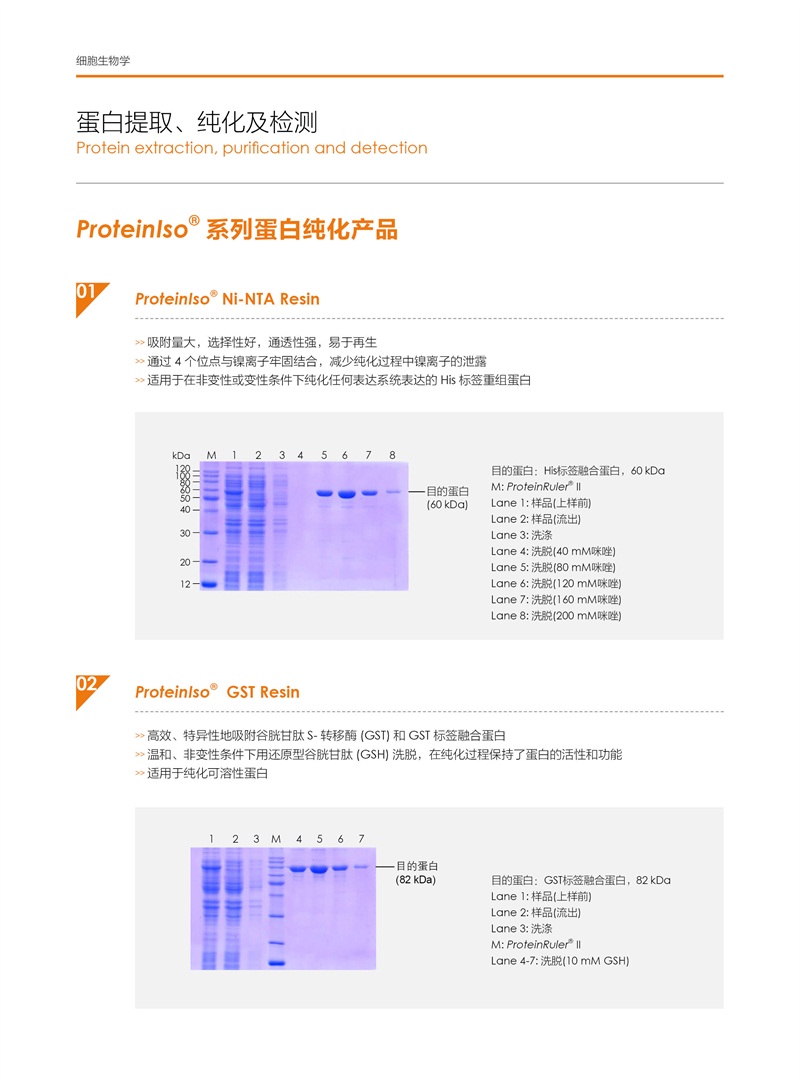 细胞生物学
蛋白提取、纯化及检测
Protein extraction, purification and detection
ProteinIso® 系列蛋白纯化产品
01
ProteinIso® Ni-NTA Resin
>> 吸附量大，选择性好，通透性强，易于再生
>> 通过 4 个位点与镍离子牢固结合，减少纯化过程中镍离子的泄露
>> 适用于在非变性或变性条件下纯化任何表达系统表达的 His 标签重组蛋白
kDa M 1 2 3 4 5 6 7 8
120
100
80
60
50
40
30
20
12
目的蛋白
(60 kDa)
目的蛋白：His标签融合蛋白，60 kDa
M: ProteinRuler® II
Lane 1: 样品(上样前)
Lane 2: 样品(流出)
Lane 3: 洗涤
Lane 4: 洗脱(40 mM咪唑)
Lane 5: 洗脱(80 mM咪唑)
Lane 6: 洗脱(120 mM咪唑)
Lane 7: 洗脱(160 mM咪唑)
Lane 8: 洗脱(200 mM咪唑)
02
ProteinIso® GST Resin
>> 高效、特异性地吸附谷胱甘肽 S- 转移酶 (GST) 和 GST 标签融合蛋白
>> 温和、非变性条件下用还原型谷胱甘肽 (GSH) 洗脱，在纯化过程保持了蛋白的活性和功能
>> 适用于纯化可溶性蛋白
1 2 3 M 4 5 6 7
目的蛋白
(82 kDa)
目的蛋白：GST标签融合蛋白，82 kDa
Lane 1: 样品(上样前)
Lane 2: 样品(流出)
Lane 3: 洗涤
M: ProteinRuler® II
Lane 4-7: 洗脱(10 mM GSH)